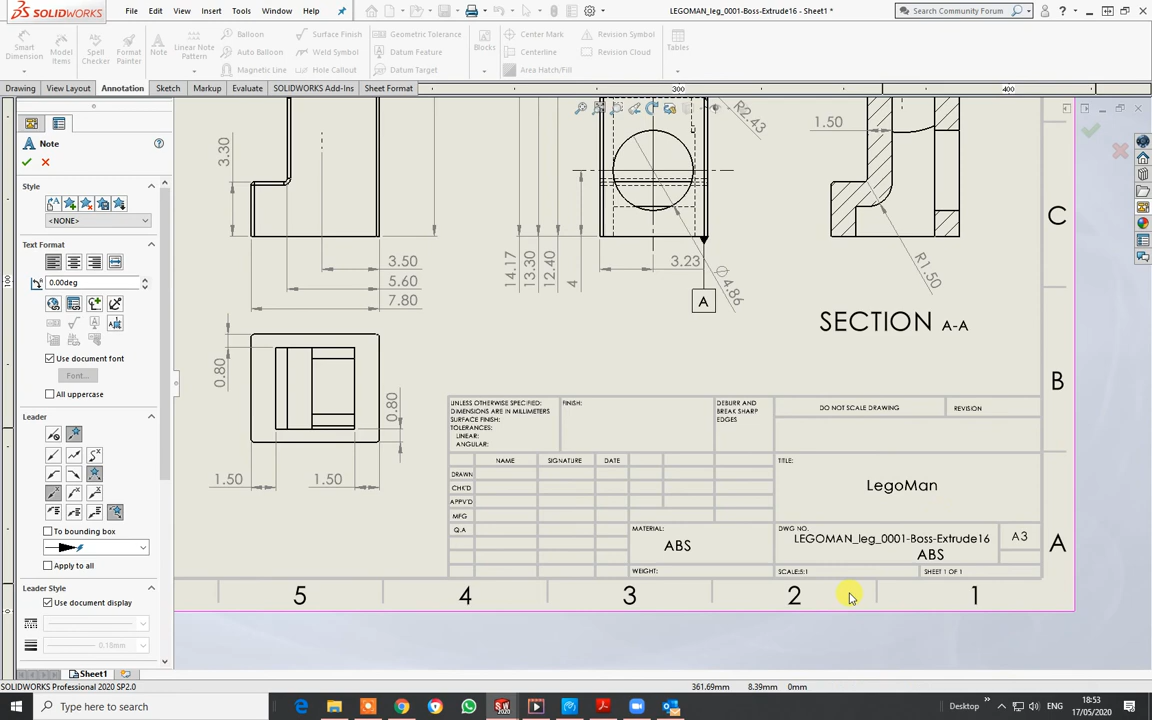 SOLIDWORKS
File Edit View Insert Tools Window Help
LEGOMAN_leg_0001-Boss-Extrude16 - Sheet1 *
Search Community Forum
Smart Dimension
Model Items
Spell Checker
Format Painter
Note
Linear Note Pattern
Balloon
Auto Balloon
Magnetic Line
Surface Finish
Weld Symbol
Hole Callout
Geometric Tolerance
Datum Feature
Datum Target
Blocks
Center Mark
Centerline
Area Hatch/Fill
Revision Symbol
Revision Cloud
Tables
Drawing View Layout Annotation Sketch Markup Evaluate SOLIDWORKS Add-Ins Sheet Format
300
400
100
0
Note
Style
<NONE>
Text Format
0.00deg
Use document font
Font...
All uppercase
Leader
To bounding box
Apply to all
Leader Style
Use document display
0.18mm
3.30
3.50
5.60
7.80
14.17
13.30
12.40
4
3.23
Ø4.86
R2.43
A
1.50
R1.50
SECTION A-A
0.80
0.80
1.50
1.50
C
B
A
UNLESS OTHERWISE SPECIFIED:
DIMENSIONS ARE IN MILLIMETERS
SURFACE FINISH:
TOLERANCES:
LINEAR:
ANGULAR:
FINISH:
DEBURR AND
BREAK SHARP
EDGES
DO NOT SCALE DRAWING
REVISION
NAME SIGNATURE DATE
DRAWN
CHK'D
APPV'D
MFG
Q.A
TITLE:
LegoMan
MATERIAL:
ABS
WEIGHT:
DWG NO.
LEGOMAN_leg_0001-Boss-Extrude16
ABS
A3
SCALE:5:1
SHEET 1 OF 1
5 4 3 2 1
Sheet1
SOLIDWORKS Professional 2020 SP2.0
361.69mm 8.39mm 0mm
Type here to search
Desktop
ENG
18:53
17/05/2020